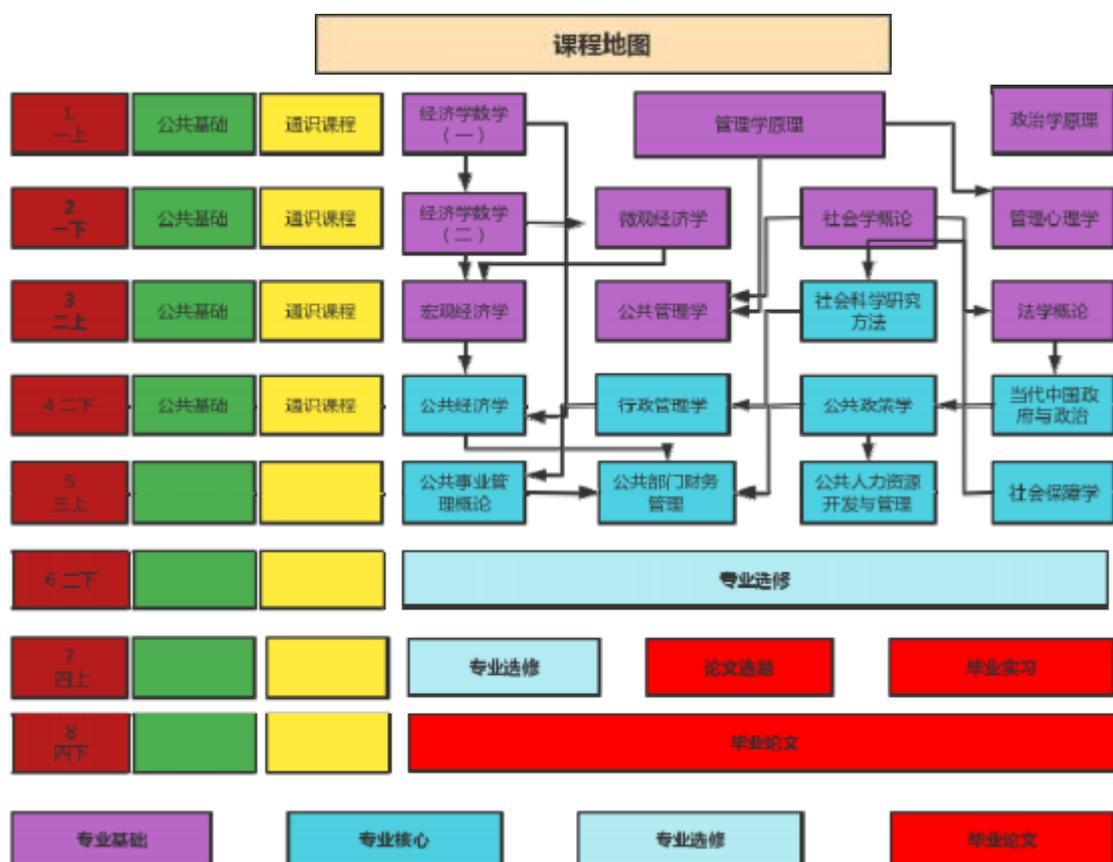 课程地图
1
一上
公共基础
通识课程
经济学数学
（一）
管理学原理
政治学原理
2
一下
公共基础
通识课程
经济学数学
（二）
微观经济学
社会学概论
管理心理学
3
二上
公共基础
通识课程
宏观经济学
公共管理学
社会科学研究
方法
法学概论
4 二下
公共基础
通识课程
公共经济学
行政管理学
公共政策学
当代中国政
府与政治
5
三上
公共事业管
理概论
公共部门财务
管理
公共人力资源
开发与管理
社会保障学
6 二下
专业选修
7
四上
专业选修
论文选题
毕业实习
8
四下
毕业论文
专业基础
专业核心
专业选修
毕业论文